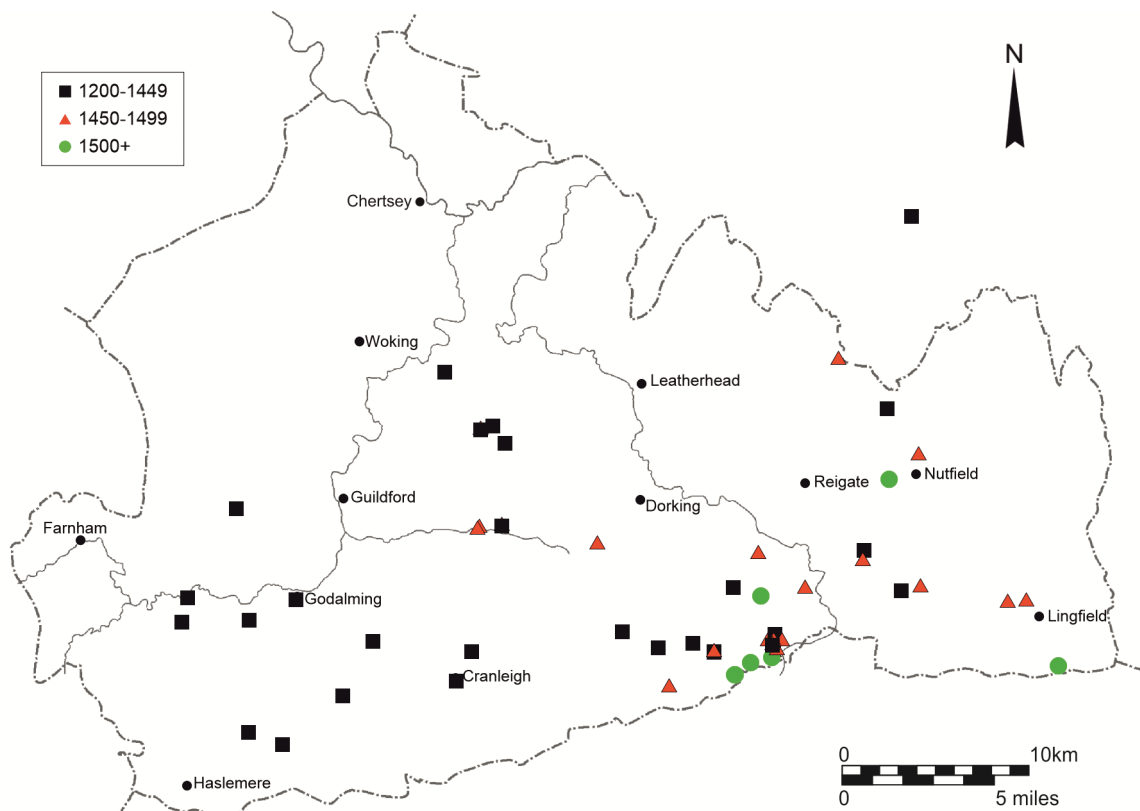 N
1200-1449
1450-1499
1500+
Chertsey
Woking
Leatherhead
Guildford
Reigate
Nutfield
Dorking
Farnham
Godalming
Lingfield
Cranleigh
Haslemere
0 10km
0 5 miles